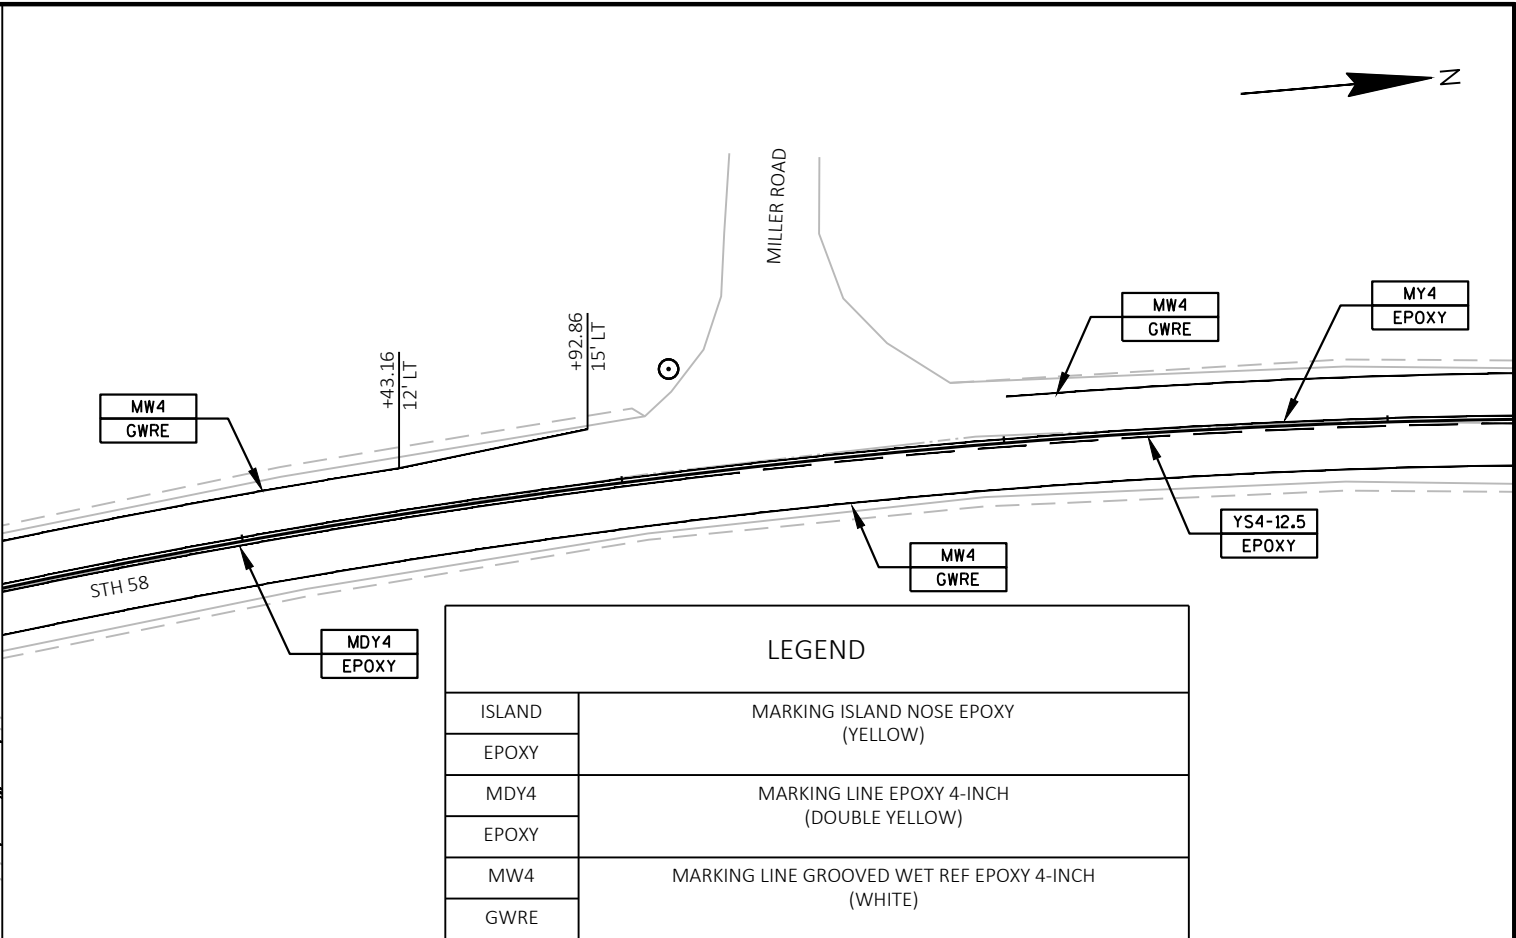 N
MILLER ROAD
MW4
GWRE
MY4
EPOXY
+92.86
15' LT
+43.16
12' LT
MW4
GWRE
YS4-12.5
EPOXY
MW4
GWRE
STH 58
MDY4
EPOXY
LEGEND
ISLAND
EPOXY
MARKING ISLAND NOSE EPOXY
(YELLOW)
MDY4
EPOXY
MARKING LINE EPOXY 4-INCH
(DOUBLE YELLOW)
MW4
GWRE
MARKING LINE GROOVED WET REF EPOXY 4-INCH
(WHITE)